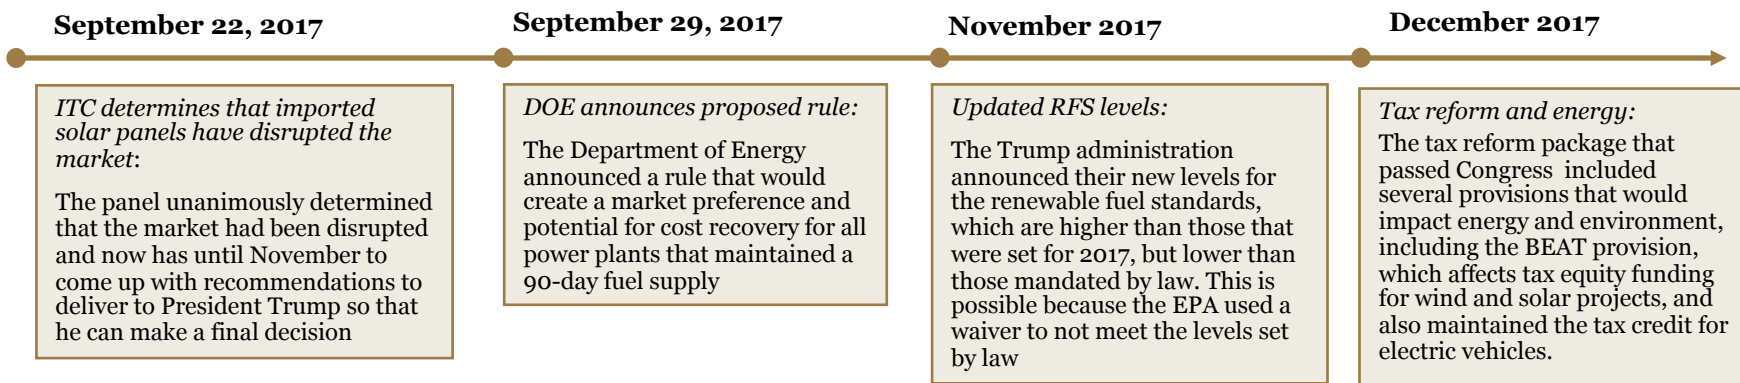 September 22, 2017
ITC determines that imported
solar panels have disrupted the
market:
The panel unanimously determined
that the market had been disrupted
and now has until November to
come up with recommendations to
deliver to President Trump so that
he can make a final decision
September 29, 2017
DOE announces proposed rule:
The Department of Energy
announced a rule that would
create a market preference and
potential for cost recovery for all
power plants that maintained a
90-day fuel supply
November 2017
Updated RFS levels:
The Trump administration
announced their new levels for
the renewable fuel standards,
which are higher than those that
were set for 2017, but lower than
those mandated by law. This is
possible because the EPA used a
waiver to not meet the levels set
by law
December 2017
Tax reform and energy:
The tax reform package that
passed Congress  included
several provisions that would
impact energy and environment,
including the BEAT provision,
which affects tax equity funding
for wind and solar projects, and
also maintained the tax credit for
electric vehicles.